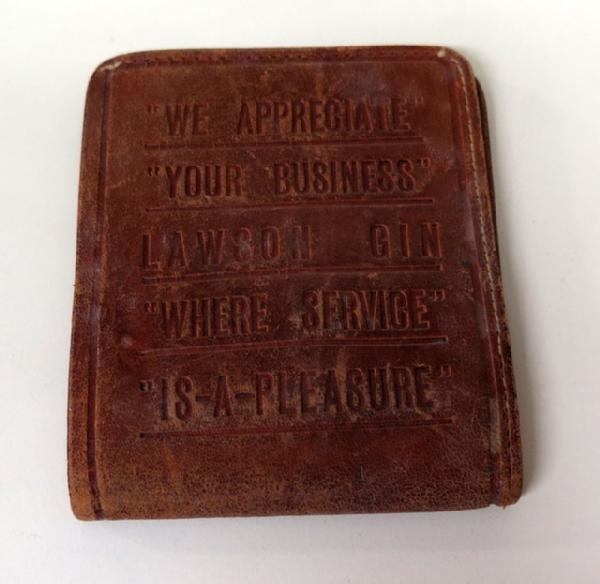 "WE APPRECIATE"
"YOUR BUSINESS"
LAWSON GIN
"WHERE SERVICE"
"IS-A-PLEASURE"